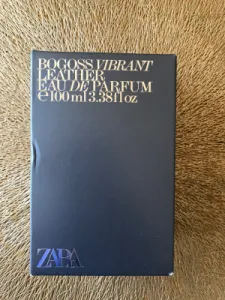 BOGOSS VIBRANT
LEATHER
EAU DE PARFUM
℮ 100 ml 3.38 fl oz
ZARA